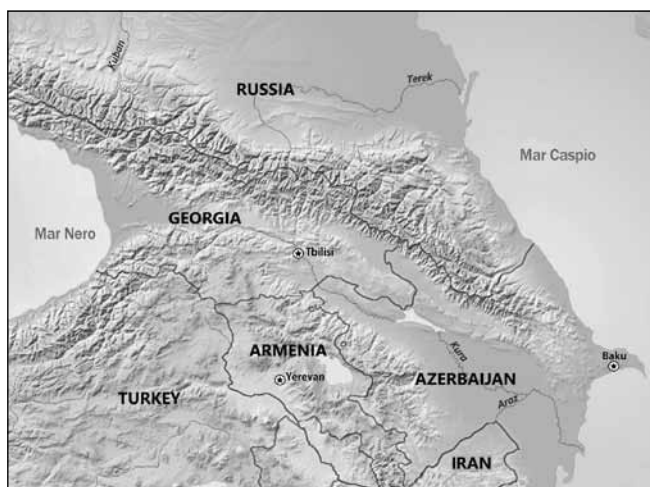 Kuban
RUSSIA
Terek
Mar Caspio
GEORGIA
Mar Nero
Tbilisi
Kura
ARMENIA
Baku
Yerevan
AZERBAIJAN
TURKEY
Araz
IRAN